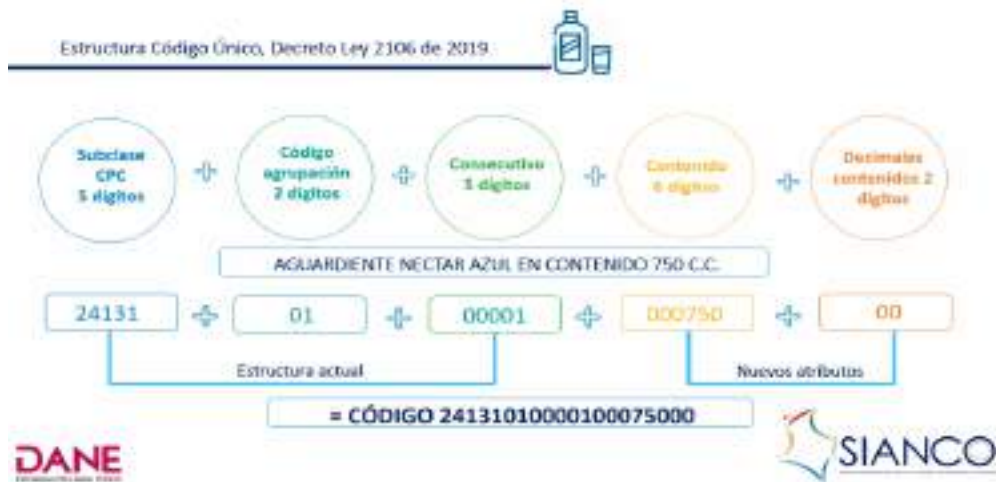 Estructura Código Único, Decreto Ley 2106 de 2019
Subclase
CPC
5 dígitos
Código
agrupación
2 dígitos
Consecutivo
5 dígitos
Contenido
6 dígitos
Decimales
contenidos 2
dígitos
AGUARDIENTE NECTAR AZUL EN CONTENIDO 750 C.C.
24131
01
00001
000750
00
Estructura actual
Nuevos atributos
= CÓDIGO 24131010000100075000
DANE
SIANCO